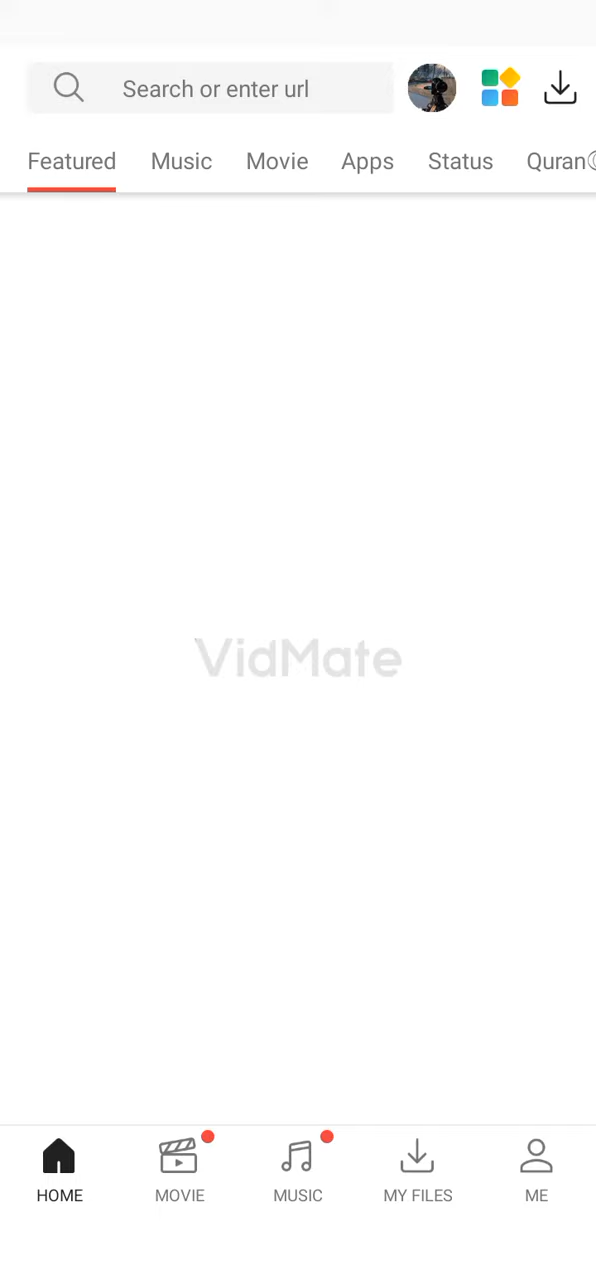 Search or enter url
Featured Music Movie Apps Status Quran
VidMate
HOME MOVIE MUSIC MY FILES ME